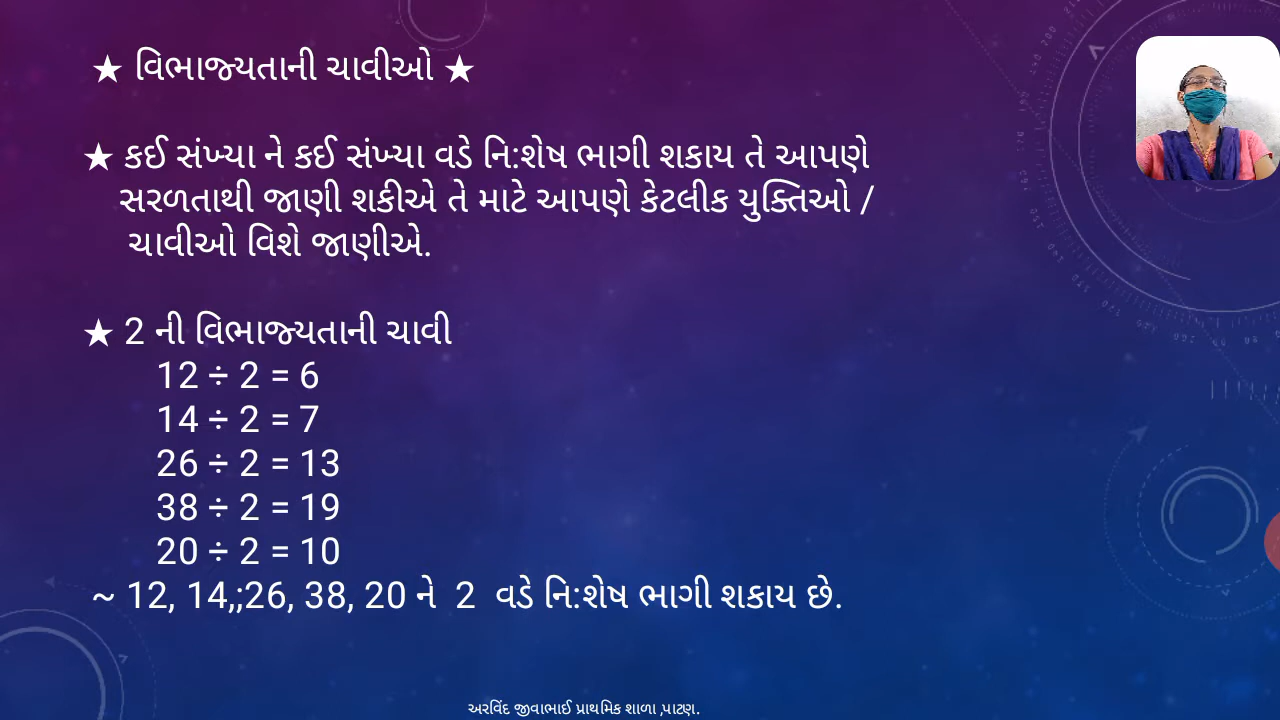 ★ વિભાજ્યતાની ચાવીઓ ★
★ કઈ સંખ્યા ને કઈ સંખ્યા વડે નિ:શેષ ભાગી શકાય તે આપણે
સરળતાથી જાણી શકીએ તે માટે આપણે કેટલીક યુક્તિઓ /
ચાવીઓ વિશે જાણીએ.
★ 2 ની વિભાજ્યતાની ચાવી
12 ÷ 2 = 6
14 ÷ 2 = 7
26 ÷ 2 = 13
38 ÷ 2 = 19
20 ÷ 2 = 10
~ 12, 14,;26, 38, 20 ને 2 વડે નિ:શેષ ભાગી શકાય છે.
અરવિંદ જીવાભાઈ પ્રાથમિક શાળા ,પાટણ.